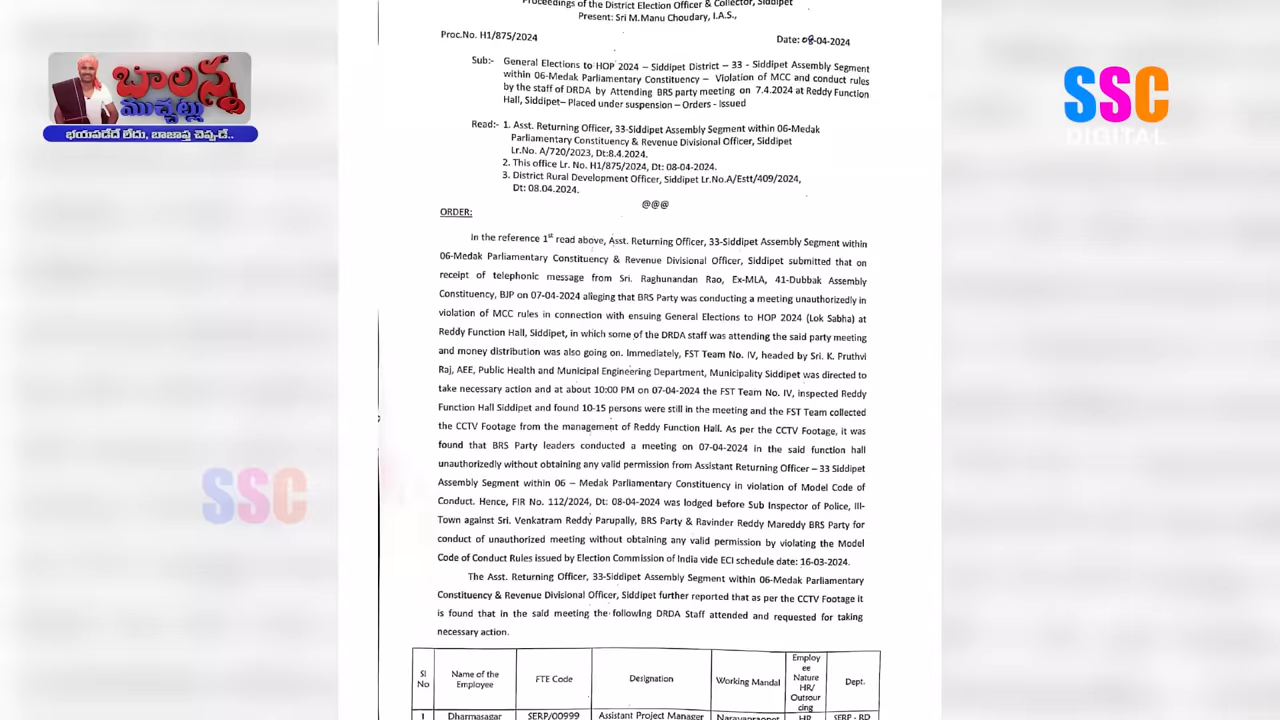 Proceedings of the District Election Officer & Collector, Siddipet
Present: Sri M.Manu Choudary, I.A.S.,
Proc.No. H1/875/2024
Date: 08-04-2024
Sub:- General Elections to HOP 2024 – Siddipet District – 33 - Siddipet Assembly Segment
within 06-Medak Parliamentary Constituency – Violation of MCC and conduct rules
by the staff of DRDA by Attending BRS party meeting on 7.4.2024 at Reddy Function
Hall, Siddipet– Placed under suspension – Orders - Issued
Read:- 1. Asst. Returning Officer, 33-Siddipet Assembly Segment within 06-Medak
Parliamentary Constituency & Revenue Divisional Officer, Siddipet
Lr.No. A/720/2023, Dt:8.4.2024.
2. This office Lr. No. H1/875/2024, Dt: 08-04-2024.
3. District Rural Development Officer, Siddipet Lr.No.A/Estt/409/2024,
Dt: 08.04.2024.
@@@
ORDER:
In the reference 1st read above, Asst. Returning Officer, 33-Siddipet Assembly Segment within
06-Medak Parliamentary Constituency & Revenue Divisional Officer, Siddipet submitted that on
receipt of telephonic message from Sri. Raghunandan Rao, Ex-MLA, 41-Dubbak Assembly
Constituency, BJP on 07-04-2024 alleging that BRS Party was conducting a meeting unauthorizedly in
violation of MCC rules in connection with ensuing General Elections to HOP 2024 (Lok Sabha) at
Reddy Function Hall, Siddipet, in which some of the DRDA staff was attending the said party meeting
and money distribution was also going on. Immediately, FST Team No. IV, headed by Sri. K. Pruthvi
Raj, AEE, Public Health and Municipal Engineering Department, Municipality Siddipet was directed to
take necessary action and at about 10:00 PM on 07-04-2024 the FST Team No. IV, inspected Reddy
Function Hall Siddipet and found 10-15 persons were still in the meeting and the FST Team collected
the CCTV Footage from the management of Reddy Function Hall. As per the CCTV Footage, it was
found that BRS Party leaders conducted a meeting on 07-04-2024 in the said function hall
unauthorizedly without obtaining any valid permission from Assistant Returning Officer – 33 Siddipet
Assembly Segment within 06 – Medak Parliamentary Constituency in violation of Model Code of
Conduct. Hence, FIR No. 112/2024, Dt: 08-04-2024 was lodged before Sub Inspector of Police, III-
Town against Sri. Venkatram Reddy Parupally, BRS Party & Ravinder Reddy Mareddy BRS Party for
conduct of unauthorized meeting without obtaining any valid permission by violating the Model
Code of Conduct Rules issued by Election Commission of India vide ECI schedule date: 16-03-2024.
The Asst. Returning Officer, 33-Siddipet Assembly Segment within 06-Medak Parliamentary
Constituency & Revenue Divisional Officer, Siddipet further reported that as per the CCTV Footage it
is found that in the said meeting the following DRDA Staff attended and requested for taking
necessary action.
Sl No
Name of the Employee
FTE Code
Designation
Working Mandal
Employ
ee
Nature
HR/
Outsour
cing
Dept.
1 Dharmasagar SERP/00999 Assistant Project Manager Narayanraopet HR SERP - RD
బాలన్న
ముచ్చట్లు
భయపడేదే లేదు, బాజాప్త చెప్పుడే..
SSC
DIGITAL
SSC